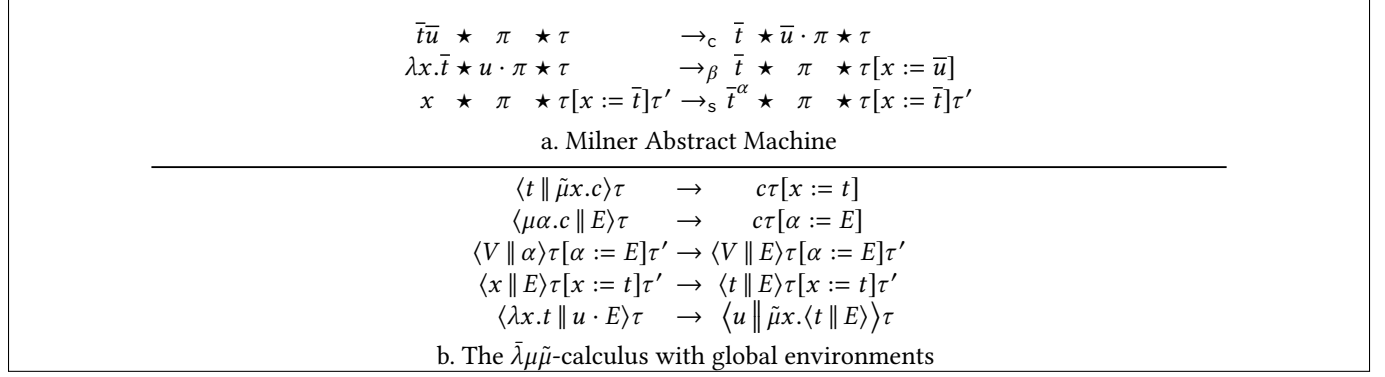 t̅u̅ ⋆ π ⋆ τ →c t̅ ⋆ u̅ · π ⋆ τ
λx.t̅ ⋆ u · π ⋆ τ →β t̅ ⋆ π ⋆ τ[x := u̅]
x ⋆ π ⋆ τ[x := t̅]τ′ →s t̅^α ⋆ π ⋆ τ[x := t̅]τ′
a. Milner Abstract Machine
⟨t ∥ μ̃x.c⟩τ → cτ[x := t]
⟨μα.c ∥ E⟩τ → cτ[α := E]
⟨V ∥ α⟩τ[α := E]τ′ → ⟨V ∥ E⟩τ[α := E]τ′
⟨x ∥ E⟩τ[x := t]τ′ → ⟨t ∥ E⟩τ[x := t]τ′
⟨λx.t ∥ u · E⟩τ → ⟨u ∥ μ̃x.⟨t ∥ E⟩⟩τ
b. The λ̄μμ̃-calculus with global environments